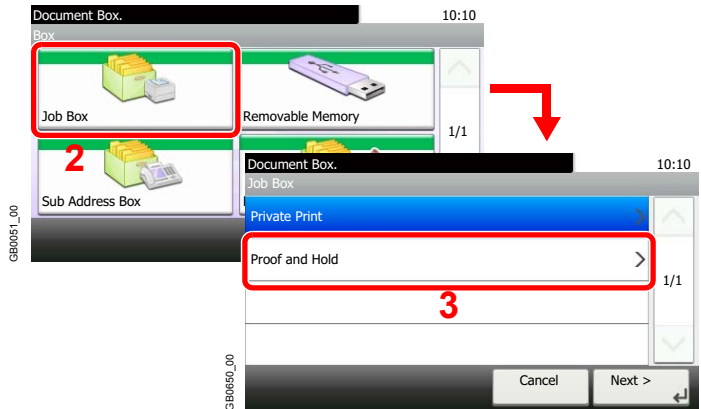 Document Box.
10:10
Box
Job Box
Removable Memory
1/1
2
Sub Address Box
GB0051_00
Document Box.
10:10
Job Box
Private Print
Proof and Hold
1/1
3
Cancel
Next >
GB0650_00